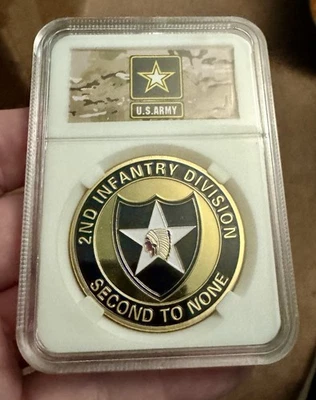 U.S.ARMY
2ND INFANTRY DIVISION
SECOND TO NONE